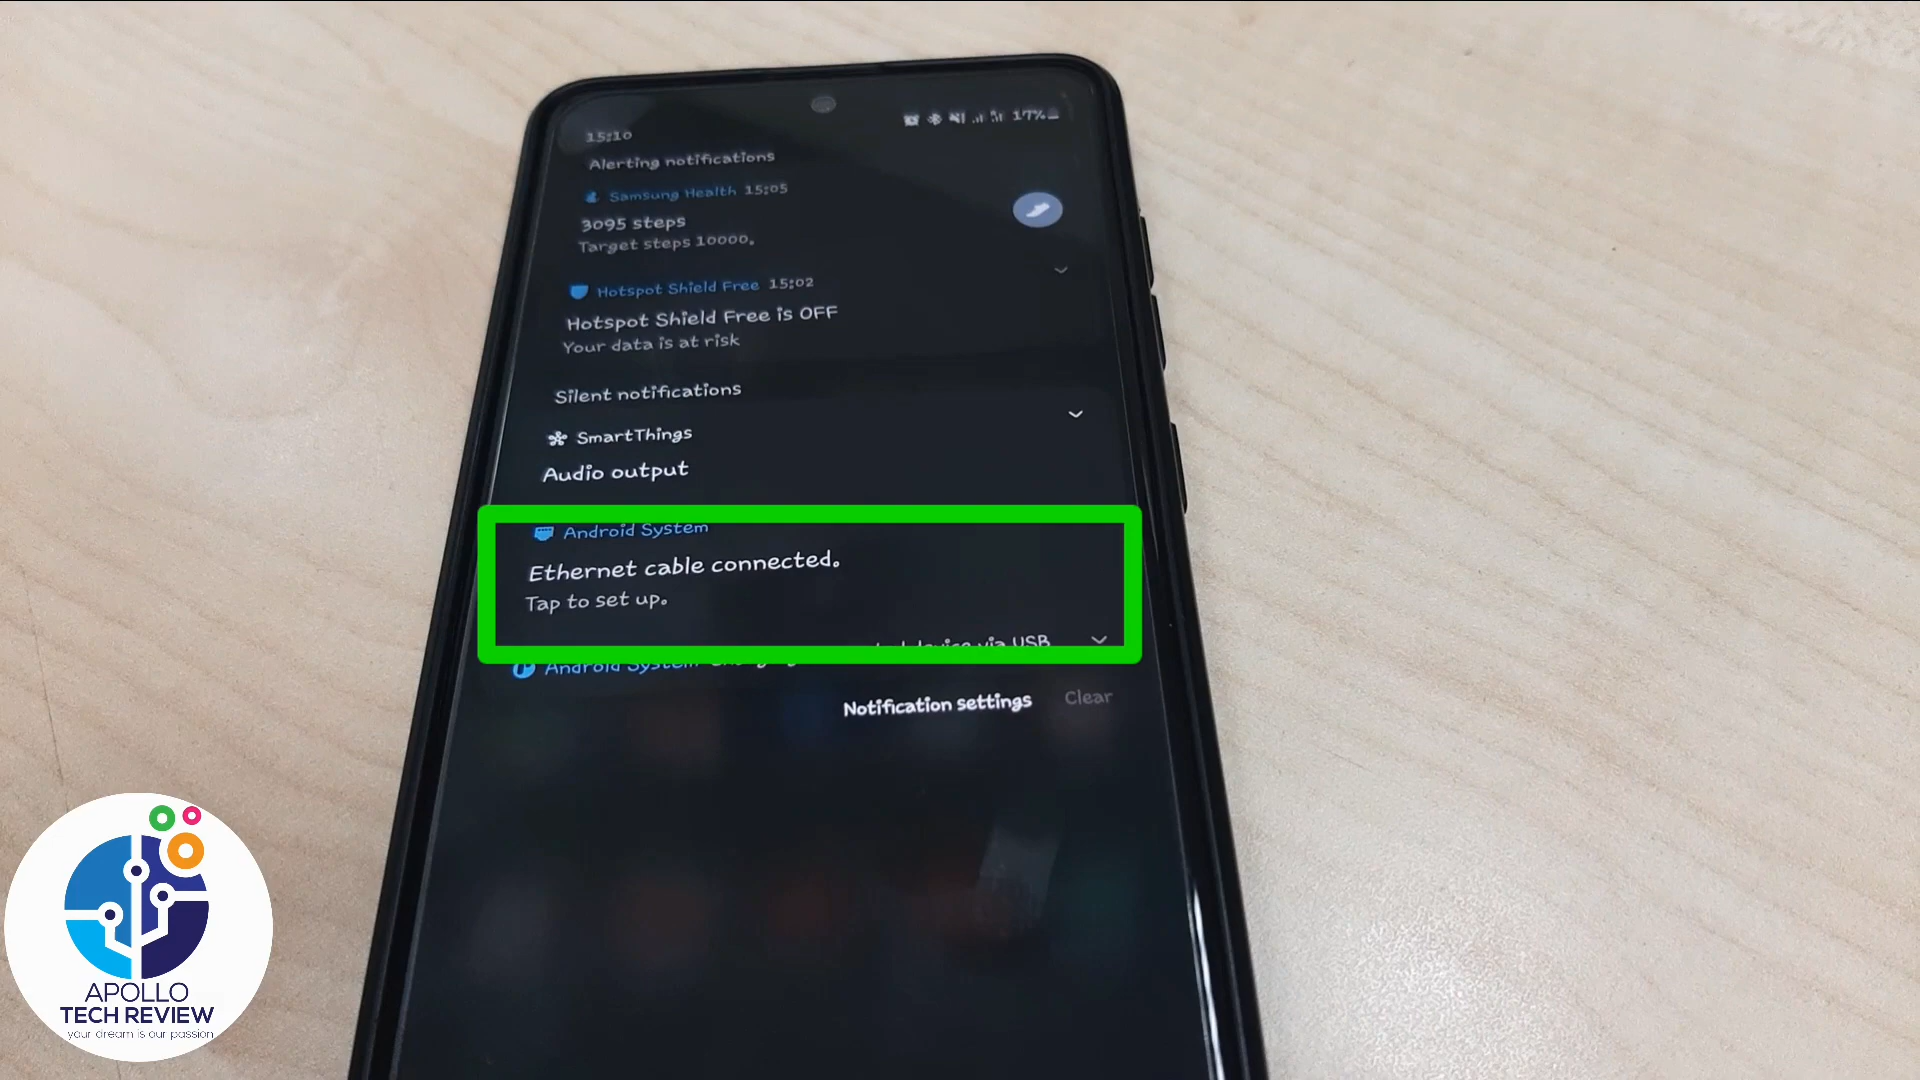 15:10
17%
Alerting notifications
Samsung Health 15:05
3095 steps
Target steps 10000.
Hotspot Shield Free 15:02
Hotspot Shield Free is OFF
Your data is at risk
Silent notifications
SmartThings
Audio output
Android System
Ethernet cable connected.
Tap to set up.
device via USB
Android System
Notification settings
Clear
APOLLO
TECH REVIEW
your dream is our passion